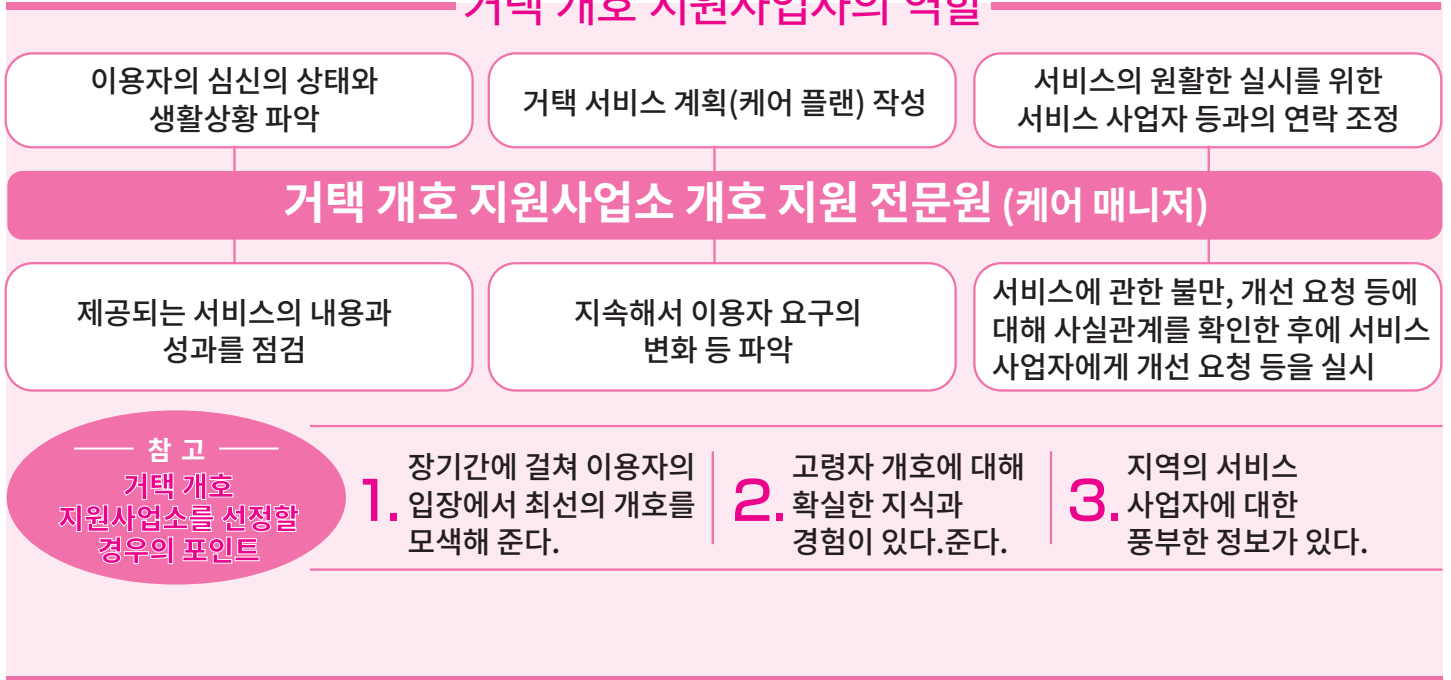 거택 개호 지원사업자의 역할
이용자의 심신의 상태와
생활상황 파악
거택 서비스 계획(케어 플랜) 작성
서비스의 원활한 실시를 위한
서비스 사업자 등과의 연락 조정
거택 개호 지원사업소 개호 지원 전문원 (케어 매니저)
제공되는 서비스의 내용과
성과를 점검
지속해서 이용자 요구의
변화 등 파악
서비스에 관한 불만, 개선 요청 등에
대해 사실관계를 확인한 후에 서비스
사업자에게 개선 요청 등을 실시
참 고
거택 개호
지원사업소를 선정할
경우의 포인트
1. 장기간에 걸쳐 이용자의
입장에서 최선의 개호를
모색해 준다.
2. 고령자 개호에 대해
확실한 지식과
경험이 있다.준다.
3. 지역의 서비스
사업자에 대한
풍부한 정보가 있다.